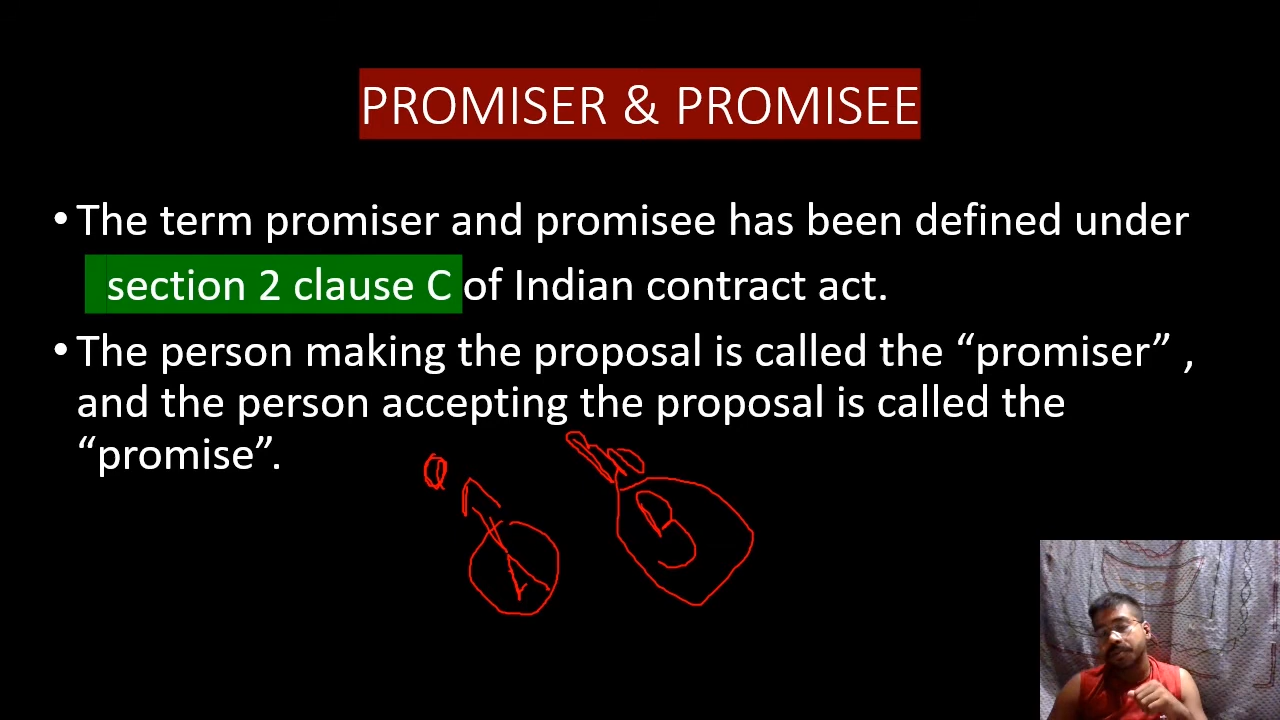 PROMISER & PROMISEE
• The term promiser and promisee has been defined under
section 2 clause C of Indian contract act.
• The person making the proposal is called the “promiser” ,
and the person accepting the proposal is called the
“promise”.